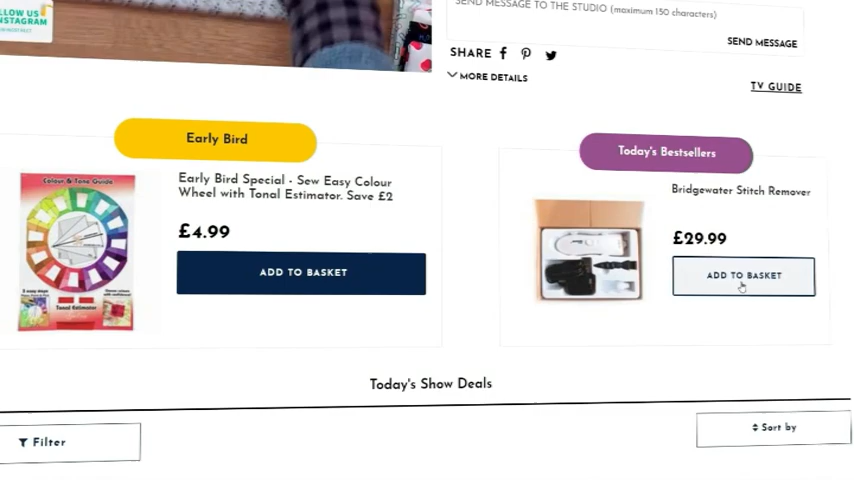 LLOW US
NSTAGRAM
SEND MESSAGE TO THE STUDIO (maximum 150 characters)
SEND MESSAGE
SHARE
MORE DETAILS
TV GUIDE
Early Bird
Today's Bestsellers
Colour & Tone Guide
Early Bird Special - Sew Easy Colour
Wheel with Tonal Estimator. Save £2
£4.99
ADD TO BASKET
Tonal Estimator
Bridgewater Stitch Remover
£29.99
ADD TO BASKET
Today's Show Deals
Filter
Sort by